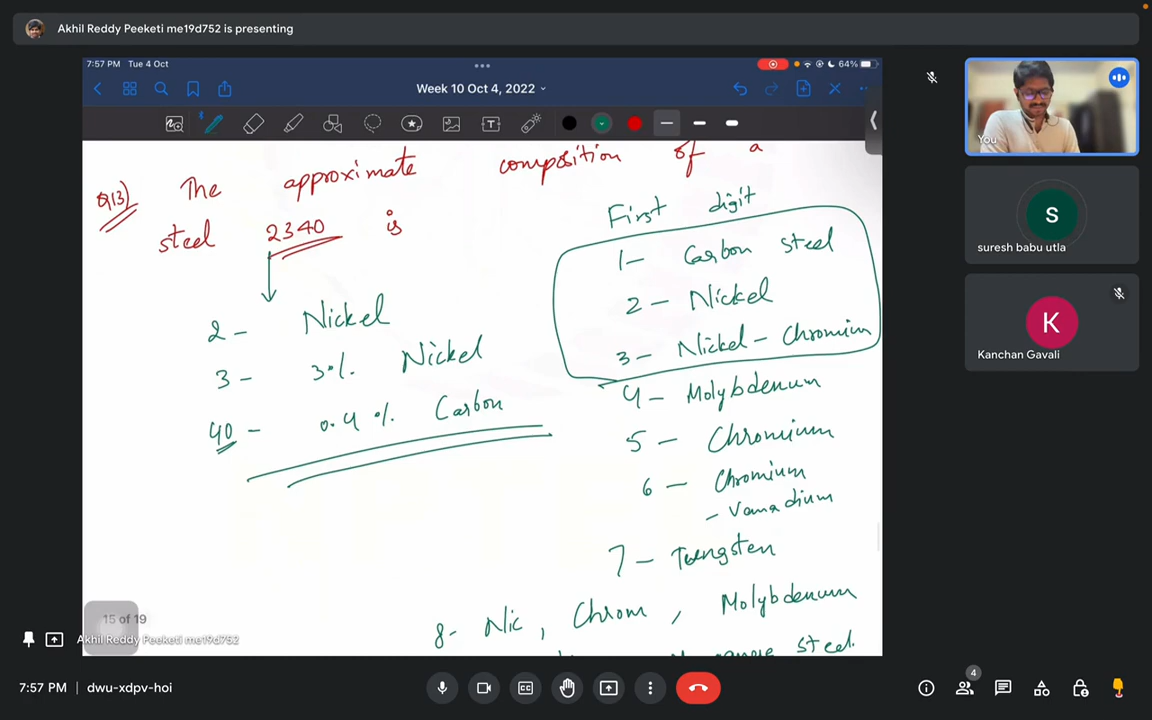 Akhil Reddy Peeketi me19d752 is presenting
7:57 PM Tue 4 Oct
64%
Week 10 Oct 4, 2022
T
composition of a
Q13) The approximate
steel 2340 is
First digit
1- Carbon steel
2 - Nickel
3 - Nickel - Chromium
4 - Molybdenum
5 - Chromium
6 - Chromium
- Vanadium
7 - Tungsten
8- Nic, Chrom, Molybdenum
steel.
2 - Nickel
3 - 3% Nickel
40 - 0.4% Carbon
15 of 19
Akhil Reddy Peeketi me19d752
You
S
suresh babu utla
K
Kanchan Gavali
7:57 PM | dwu-xdpv-hoi
CC
4